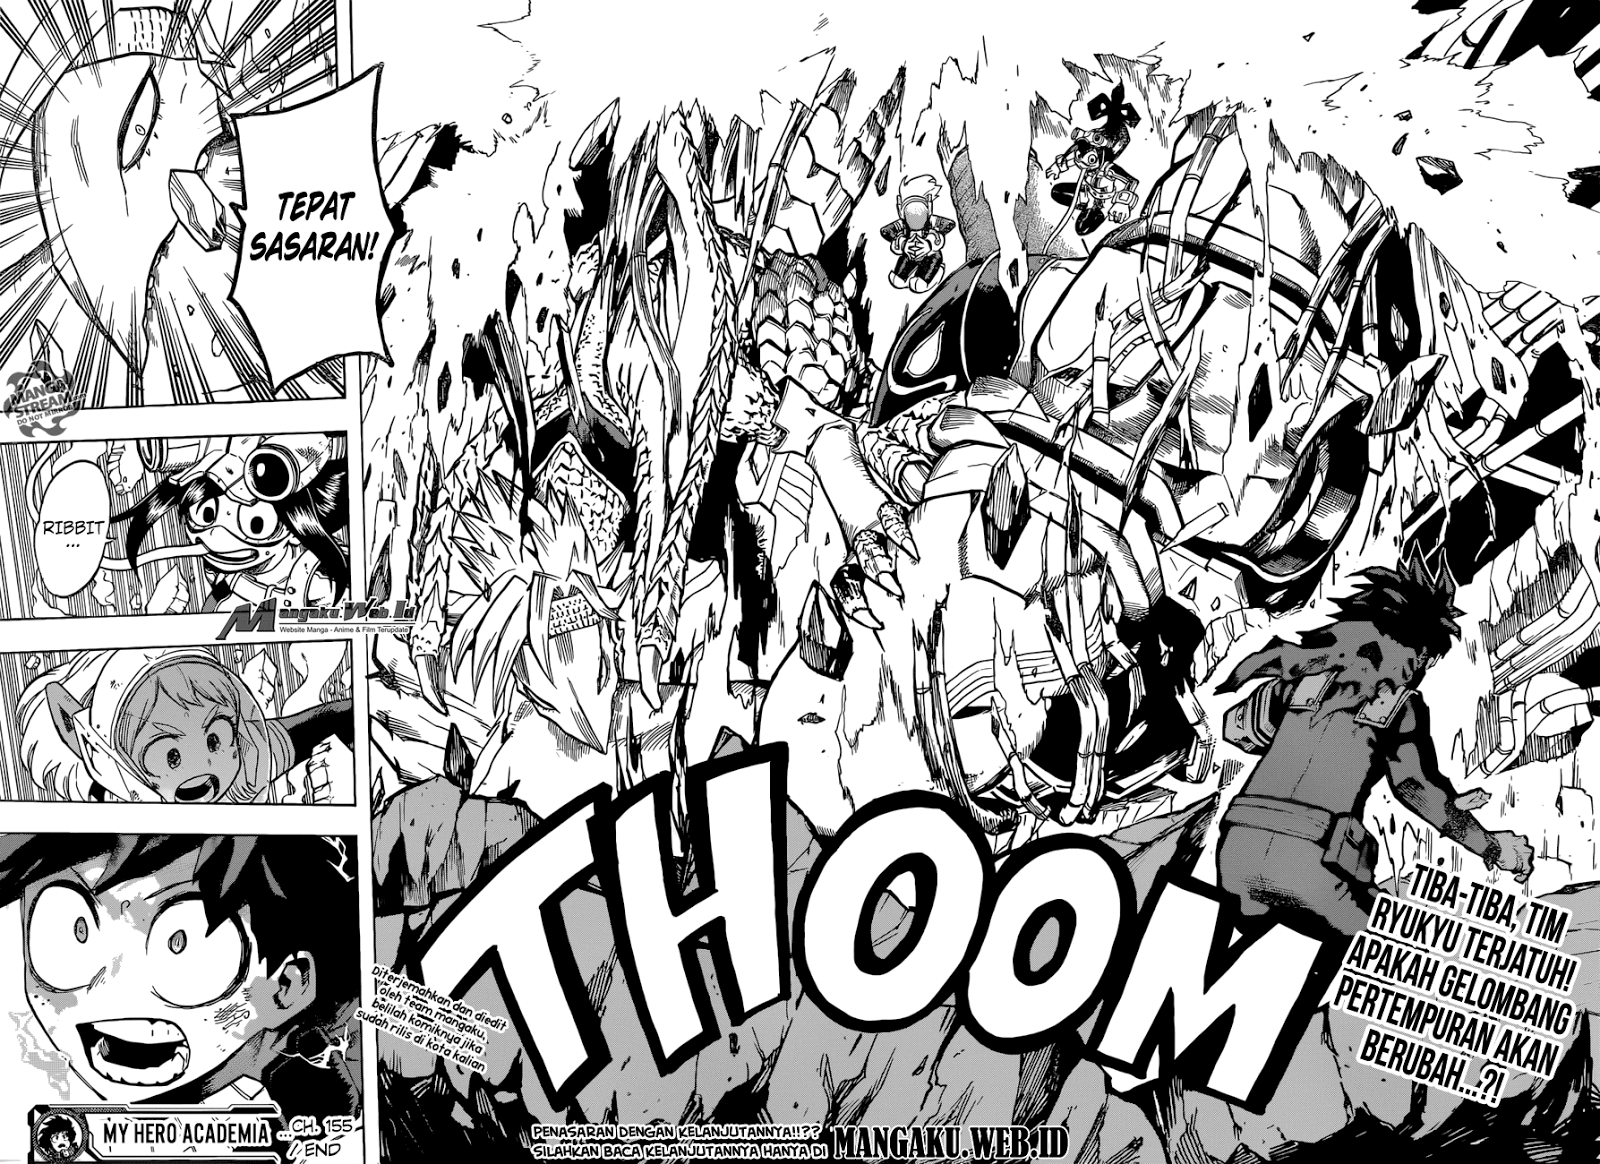 TEPAT
SASARAN!
MANGA
STREAM
DO NOT MIRROR
RIBBIT
...
Mangaku.Web.Id
Website Manga - Anime & Film Terupdate
THOOM
TIBA-TIBA, TIM
RYUKYU TERJATUH!
APAKAH GELOMBANG
PERTEMPURAN AKAN
BERUBAH...?!
Diterjemahkan dan diedit
oleh team mangaku,
belilah komiknya jika
sudah rilis di kota kalian
MY HERO ACADEMIA ...CH. 155
/ END
PENASARAN DENGAN KELANJUTANNYA!!??
SILAHKAN BACA KELANJUTANNYA HANYA DI MANGAKU.WEB.ID